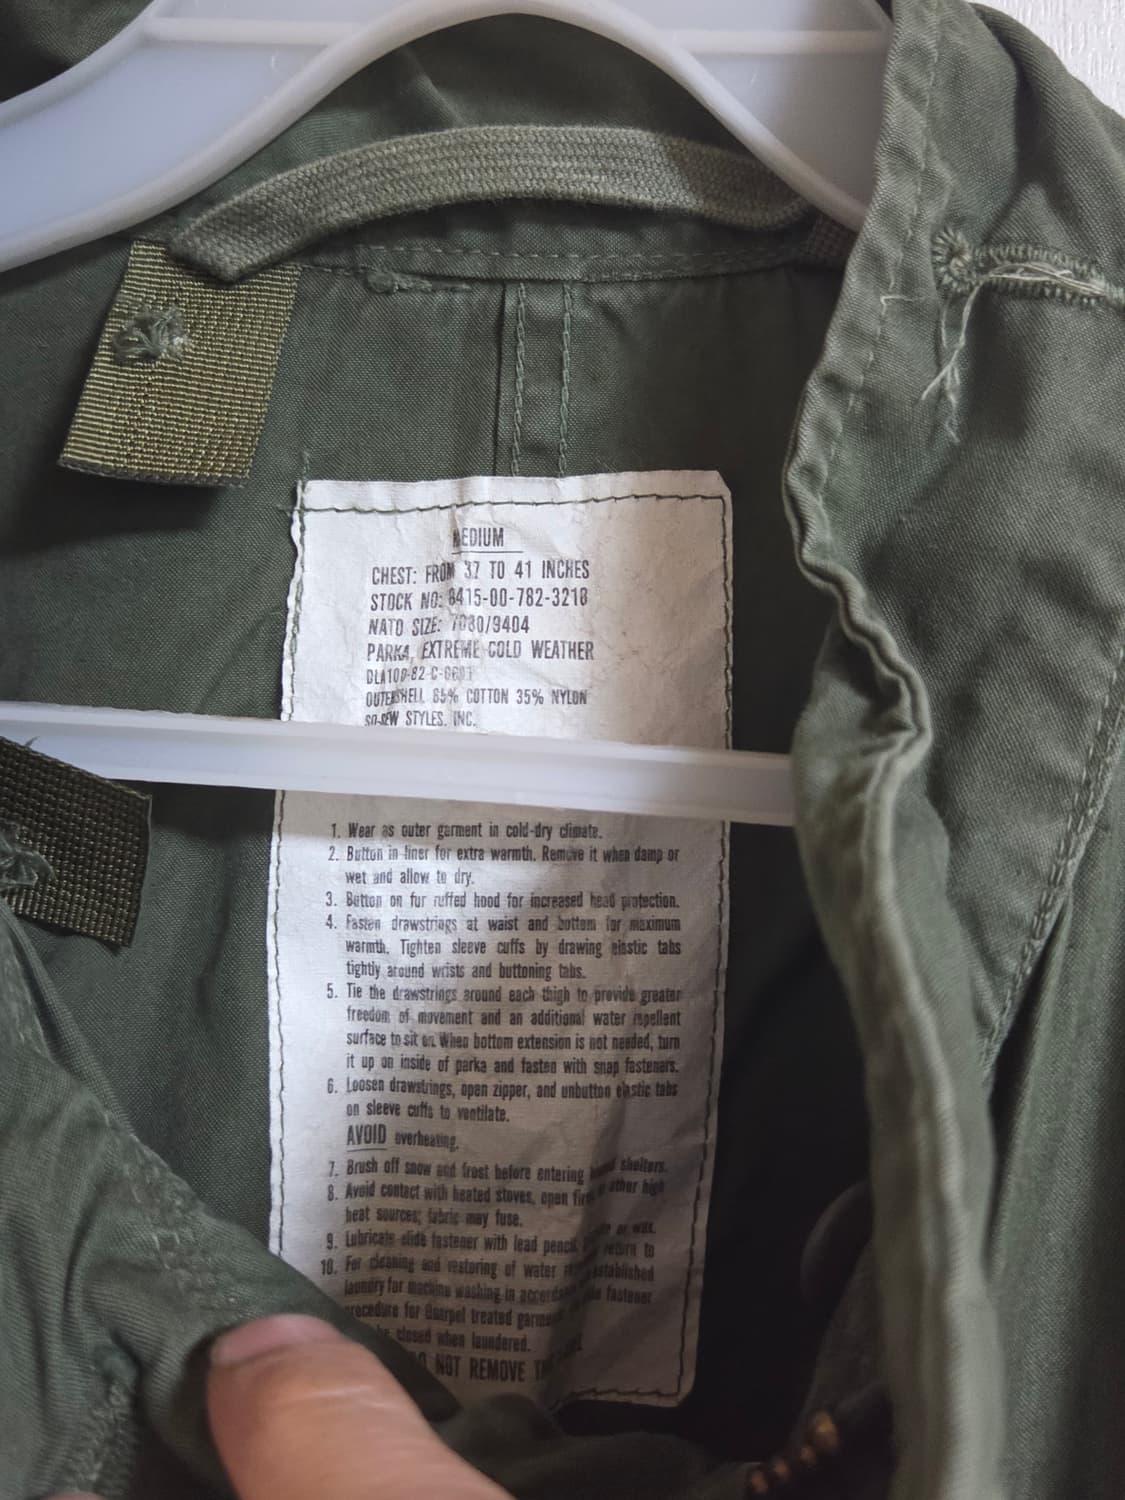 MEDIUM
CHEST: FROM 37 TO 41 INCHES
STOCK NO: 8415-00-782-3218
NATO SIZE: 7080/9404
PARKA, EXTREME COLD WEATHER
OUTERSHELL 65% COTTON 35% NYLON
SO-SEW STYLES, INC.
1. Wear as outer garment in cold-dry climate.
2. Button in liner for extra warmth. Remove it when damp or
wet and allow to dry.
3. Button on fur ruffed hood for increased head protection.
4. Fasten drawstrings at waist and bottom for maximum
warmth. Tighten sleeve cuffs by drawing elastic tabs
tightly around wrists and buttoning tabs.
5. Tie the drawstrings around each thigh to provide greater
freedom of movement and an additional water repellent
surface to sit on. When bottom extension is not needed, turn
it up on inside of parka and fasten with snap fasteners.
6. Loosen drawstrings, open zipper, and unbutton elastic tabs
on sleeve cuffs to ventilate.
AVOID overheating.
7. Brush off snow and frost before entering shelters.
8. Avoid contact with heated stoves, open other high
heat sources; fabric may fuse.
9. Lubricate slide fastener with lead pencil or wax.
10. For cleaning and restoring of water return to
established
laundry for machine washing in fastener
procedure for Quarpel treated
closed when laundered.
NOT REMOVE